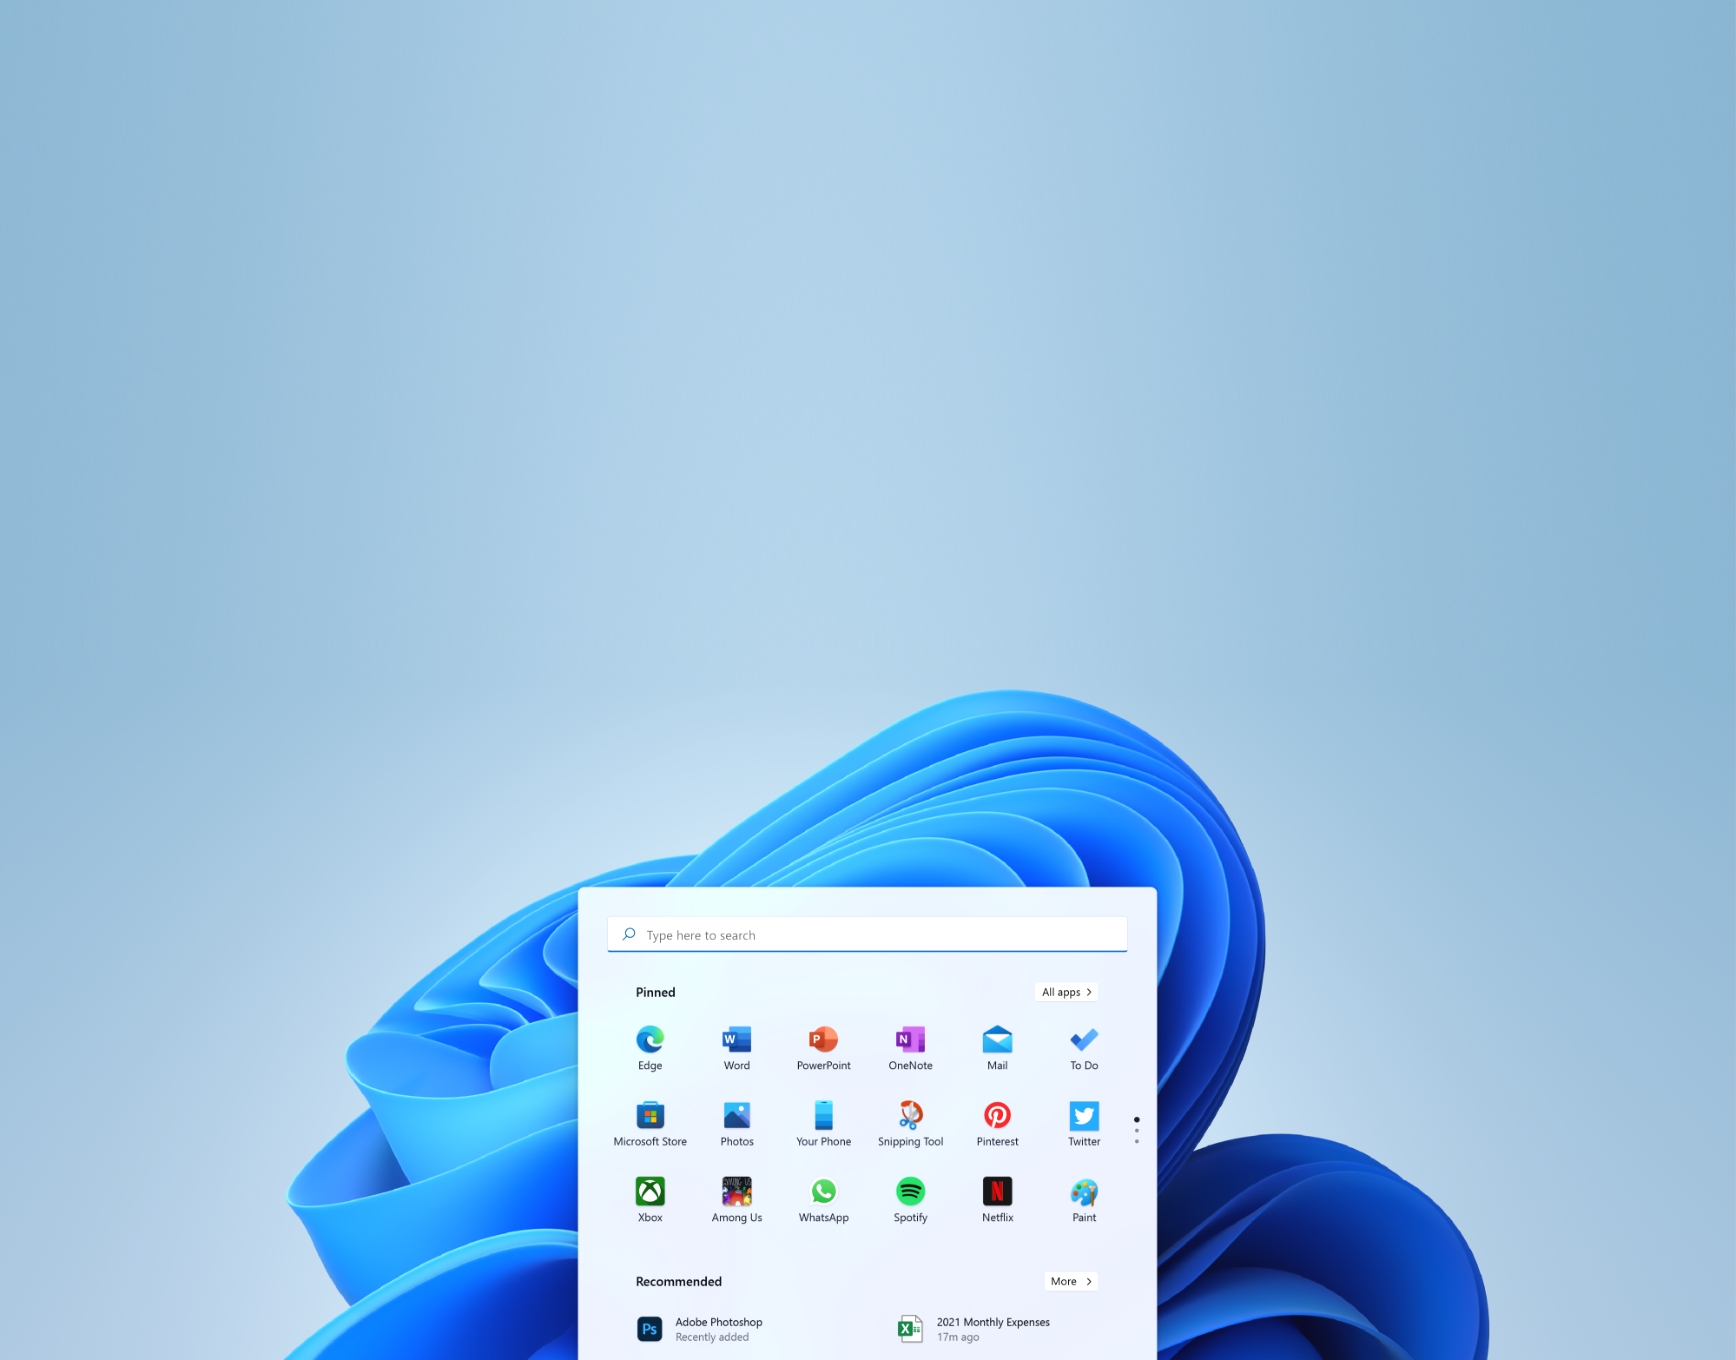 Type here to search
Pinned
All apps
Edge
Word
PowerPoint
OneNote
Mail
To Do
Microsoft Store
Photos
Your Phone
Snipping Tool
Pinterest
Twitter
Xbox
Among Us
WhatsApp
Spotify
Netflix
Paint
Recommended
More
Adobe Photoshop
Recently added
2021 Monthly Expenses
17m ago